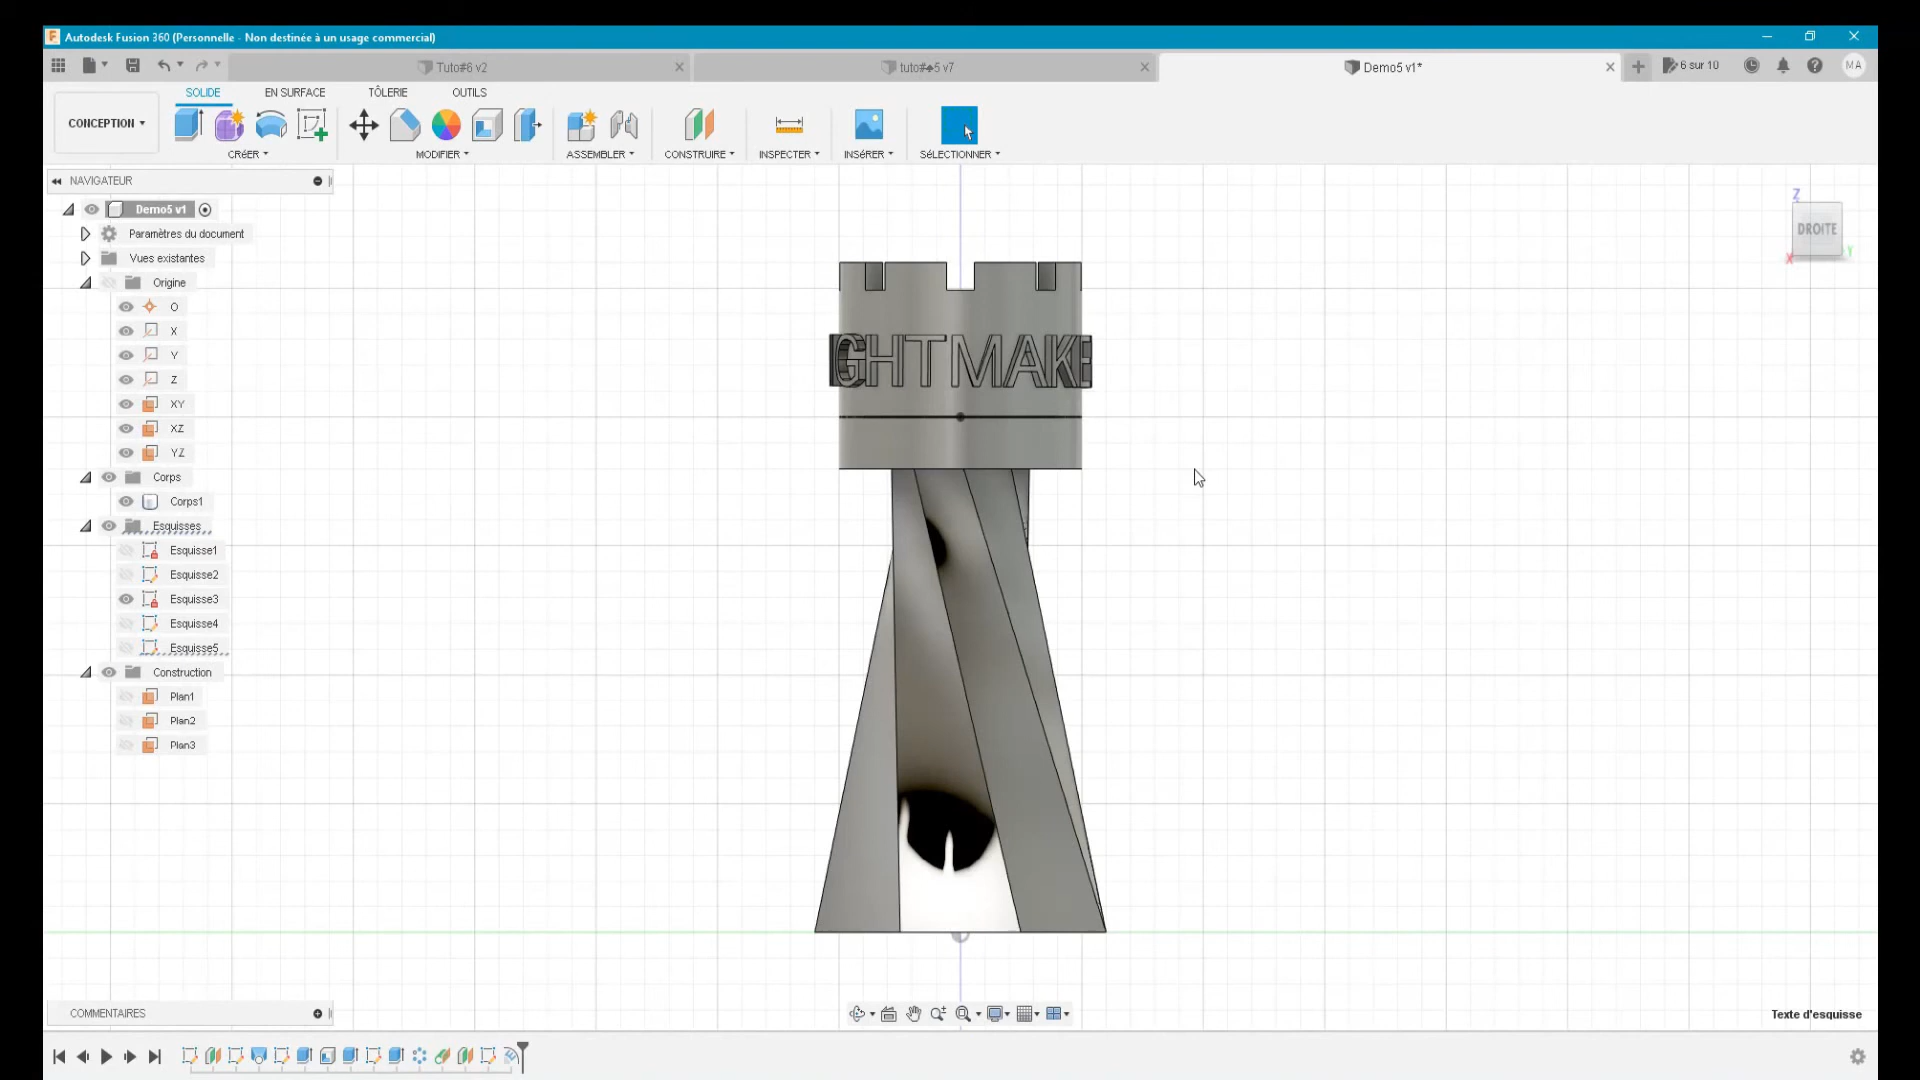 Autodesk Fusion 360 (Personnelle - Non destinée à un usage commercial)
Tuto#6 v2
tuto#♠5 v7
Demo5 v1*
6 sur 10
MA
SOLIDE
EN SURFACE
TÔLERIE
OUTILS
CONCEPTION
CRÉER
MODIFIER
ASSEMBLER
CONSTRUIRE
INSPECTER
INSÉRER
SÉLECTIONNER
NAVIGATEUR
Demo5 v1
Paramètres du document
Vues existantes
Origine
O
X
Y
Z
XY
XZ
YZ
Corps
Corps1
Esquisses
Esquisse1
Esquisse2
Esquisse3
Esquisse4
Esquisse5
Construction
Plan1
Plan2
Plan3
GHTMAKE
Z
DROITE
X
Y
COMMENTAIRES
Texte d'esquisse